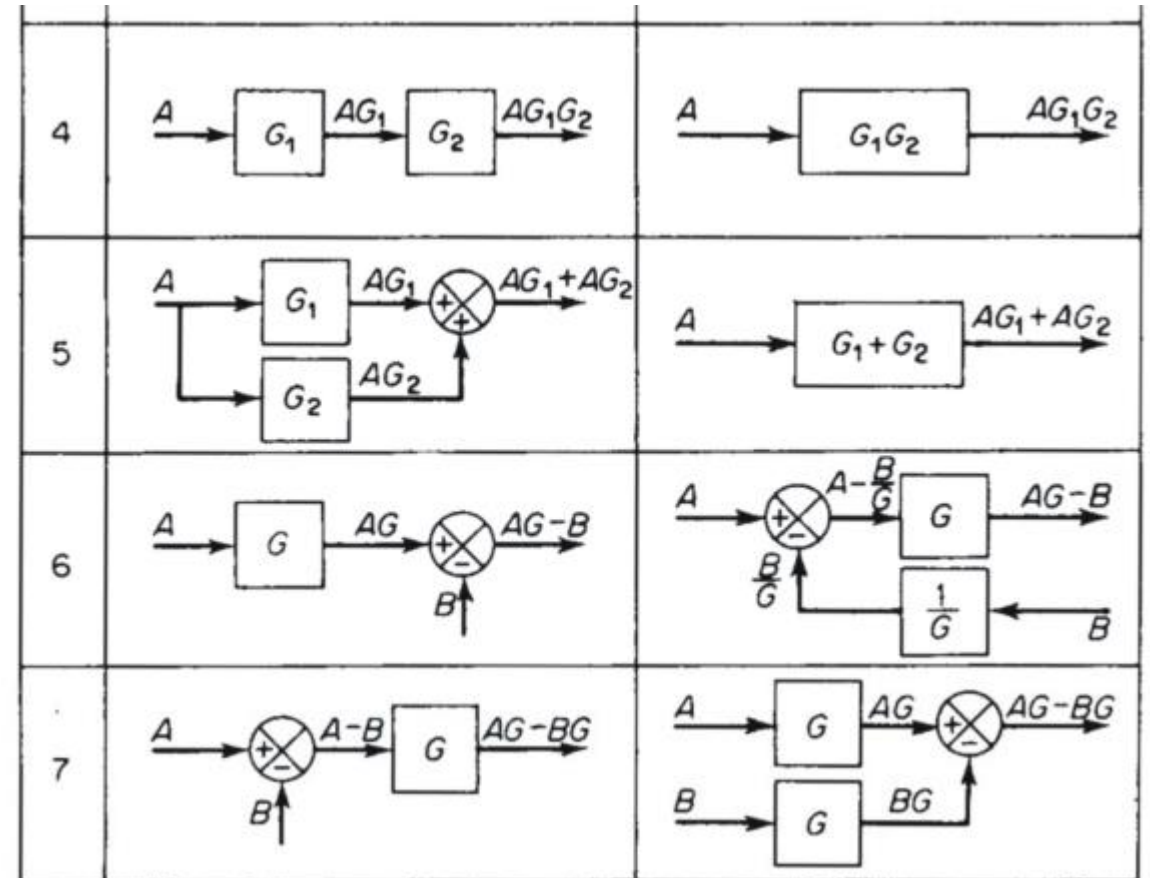 4
A G₁ AG₁ G₂ AG₁G₂
A G₁G₂ AG₁G₂
5
A G₁ AG₁ + + AG₁+AG₂
G₂ AG₂
A G₁+G₂ AG₁+AG₂
6
A G AG + - AG-B
B
A + - A-B/G G AG-B
B/G 1/G B
7
A + - A-B G AG-BG
B
A G AG + - AG-BG
B G BG